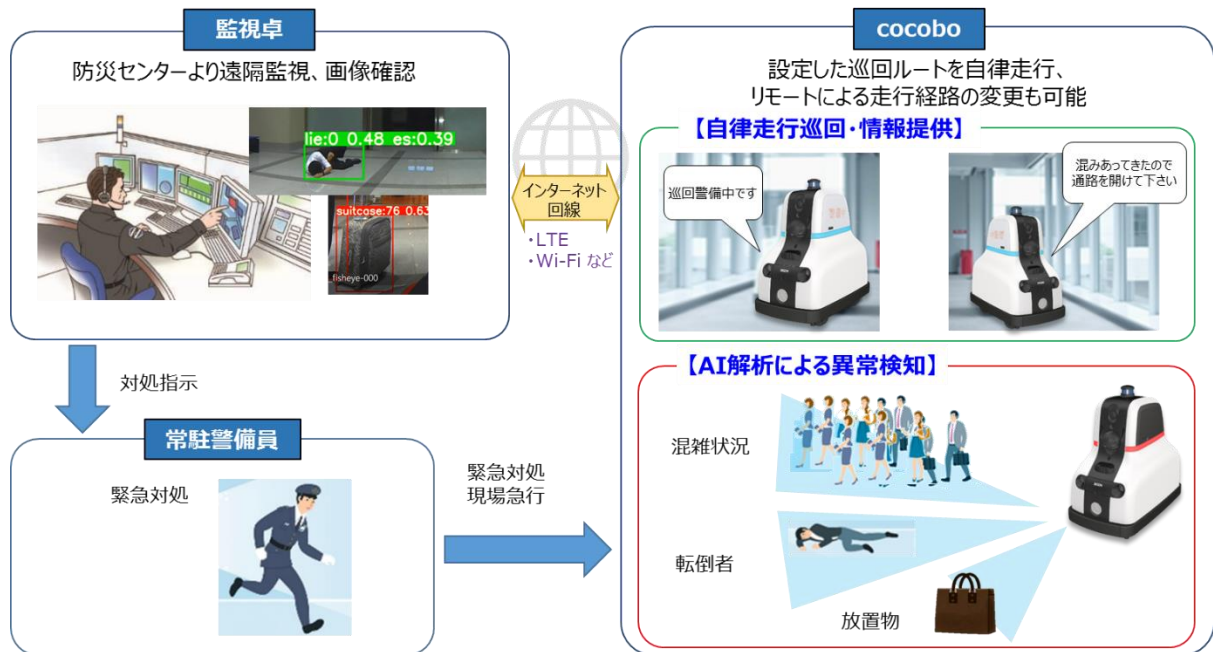 監視卓
防災センターより遠隔監視、画像確認
lie:0 0.48 es:0.39
suitcase:76 0.63
fisheye-000
インターネット
回線
・LTE
・Wi-Fi など
対処指示
常駐警備員
緊急対処
緊急対処
現場急行
cocobo
設定した巡回ルートを自律走行、
リモートによる走行経路の変更も可能
【自律走行巡回・情報提供】
巡回警備中です
混みあってきたので
通路を開けて下さい
【AI解析による異常検知】
混雑状況
転倒者
放置物